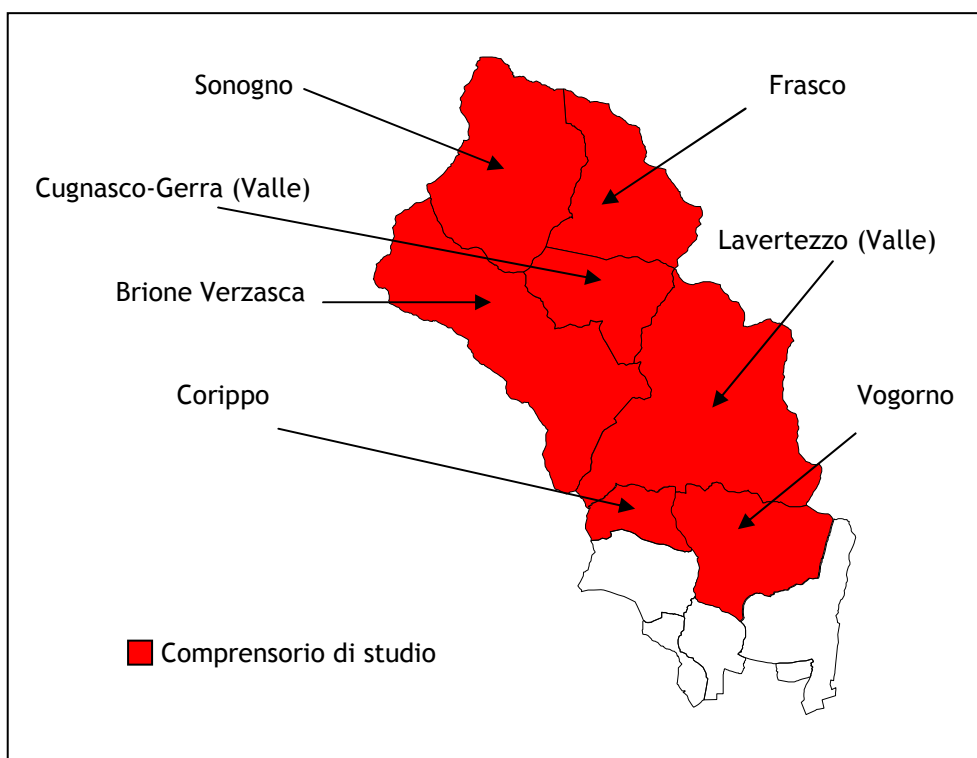 Sonogno
Frasco
Cugnasco-Gerra (Valle)
Lavertezzo (Valle)
Brione Verzasca
Corippo
Vogorno
Comprensorio di studio